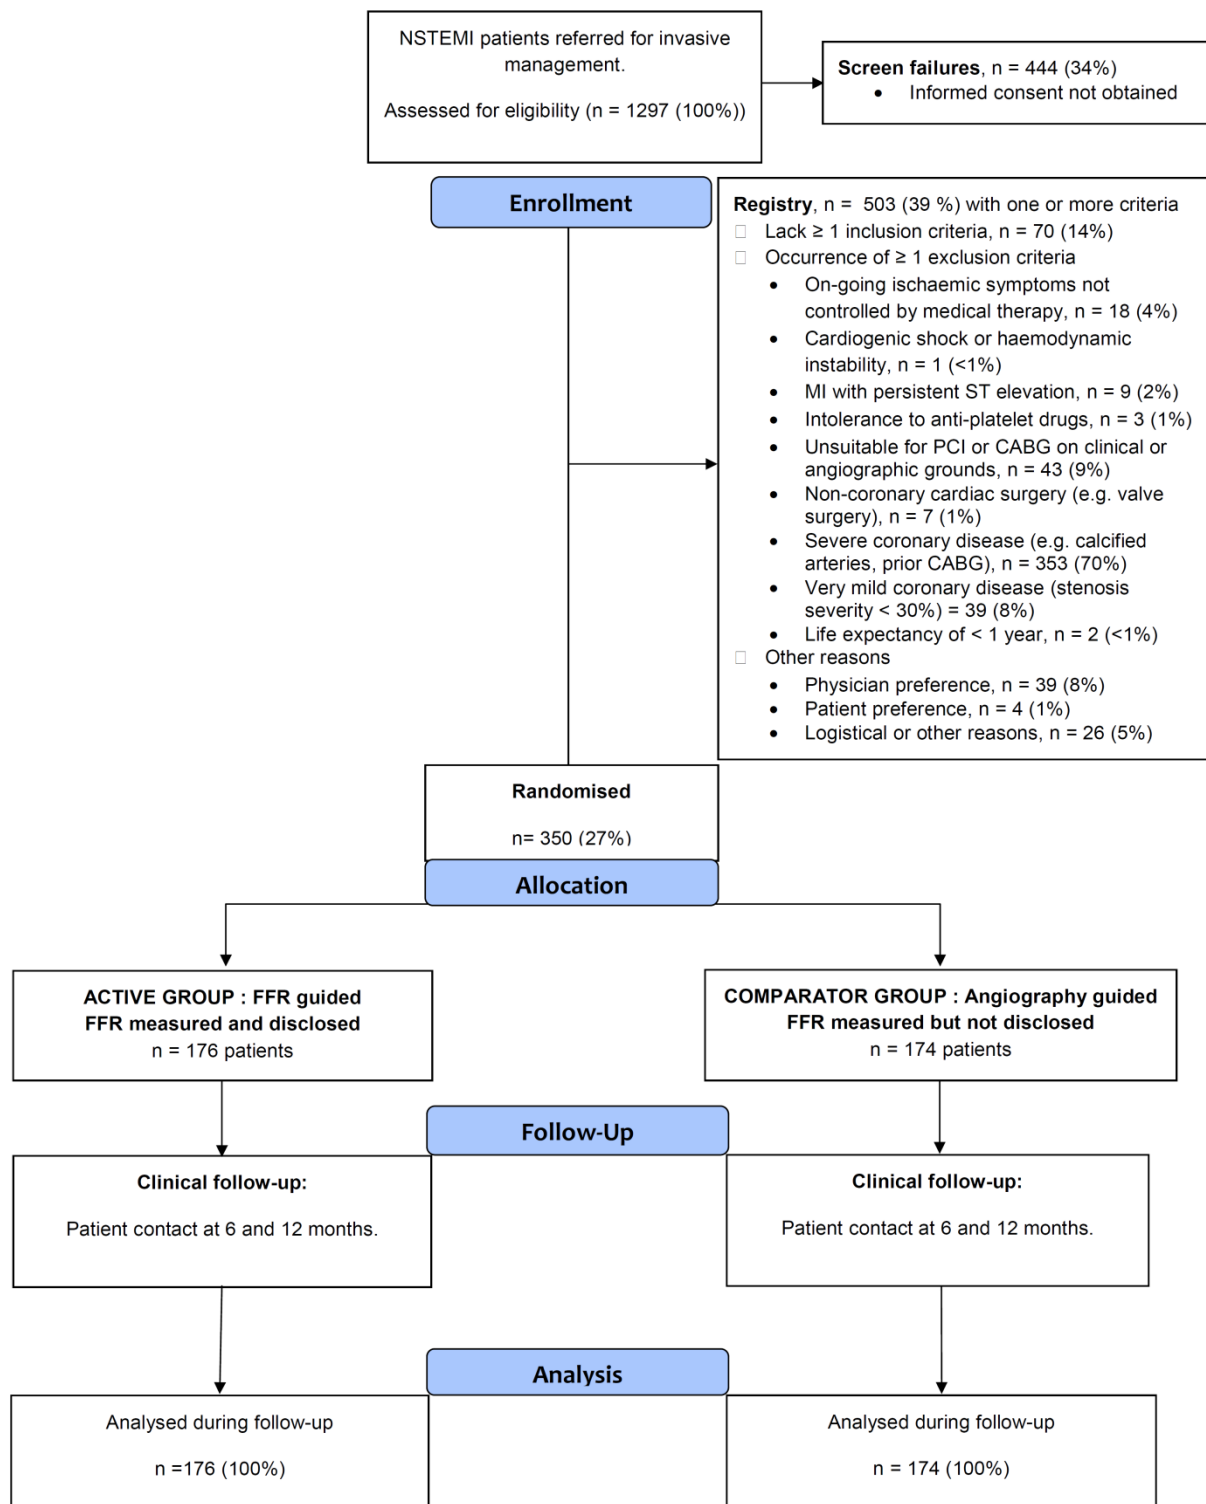 NSTEMI patients referred for invasive
management.
Assessed for eligibility (n = 1297 (100%))
Screen failures, n = 444 (34%)
• Informed consent not obtained
Enrollment
Registry, n = 503 (39 %) with one or more criteria
□ Lack ≥ 1 inclusion criteria, n = 70 (14%)
□ Occurrence of ≥ 1 exclusion criteria
• On-going ischaemic symptoms not
controlled by medical therapy, n = 18 (4%)
• Cardiogenic shock or haemodynamic
instability, n = 1 (<1%)
• MI with persistent ST elevation, n = 9 (2%)
• Intolerance to anti-platelet drugs, n = 3 (1%)
• Unsuitable for PCI or CABG on clinical or
angiographic grounds, n = 43 (9%)
• Non-coronary cardiac surgery (e.g. valve
surgery), n = 7 (1%)
• Severe coronary disease (e.g. calcified
arteries, prior CABG), n = 353 (70%)
• Very mild coronary disease (stenosis
severity < 30%) = 39 (8%)
• Life expectancy of < 1 year, n = 2 (<1%)
□ Other reasons
• Physician preference, n = 39 (8%)
• Patient preference, n = 4 (1%)
• Logistical or other reasons, n = 26 (5%)
Randomised
n= 350 (27%)
Allocation
ACTIVE GROUP : FFR guided
FFR measured and disclosed
n = 176 patients
COMPARATOR GROUP : Angiography guided
FFR measured but not disclosed
n = 174 patients
Follow-Up
Clinical follow-up:
Patient contact at 6 and 12 months.
Clinical follow-up:
Patient contact at 6 and 12 months.
Analysis
Analysed during follow-up
n =176 (100%)
Analysed during follow-up
n = 174 (100%)